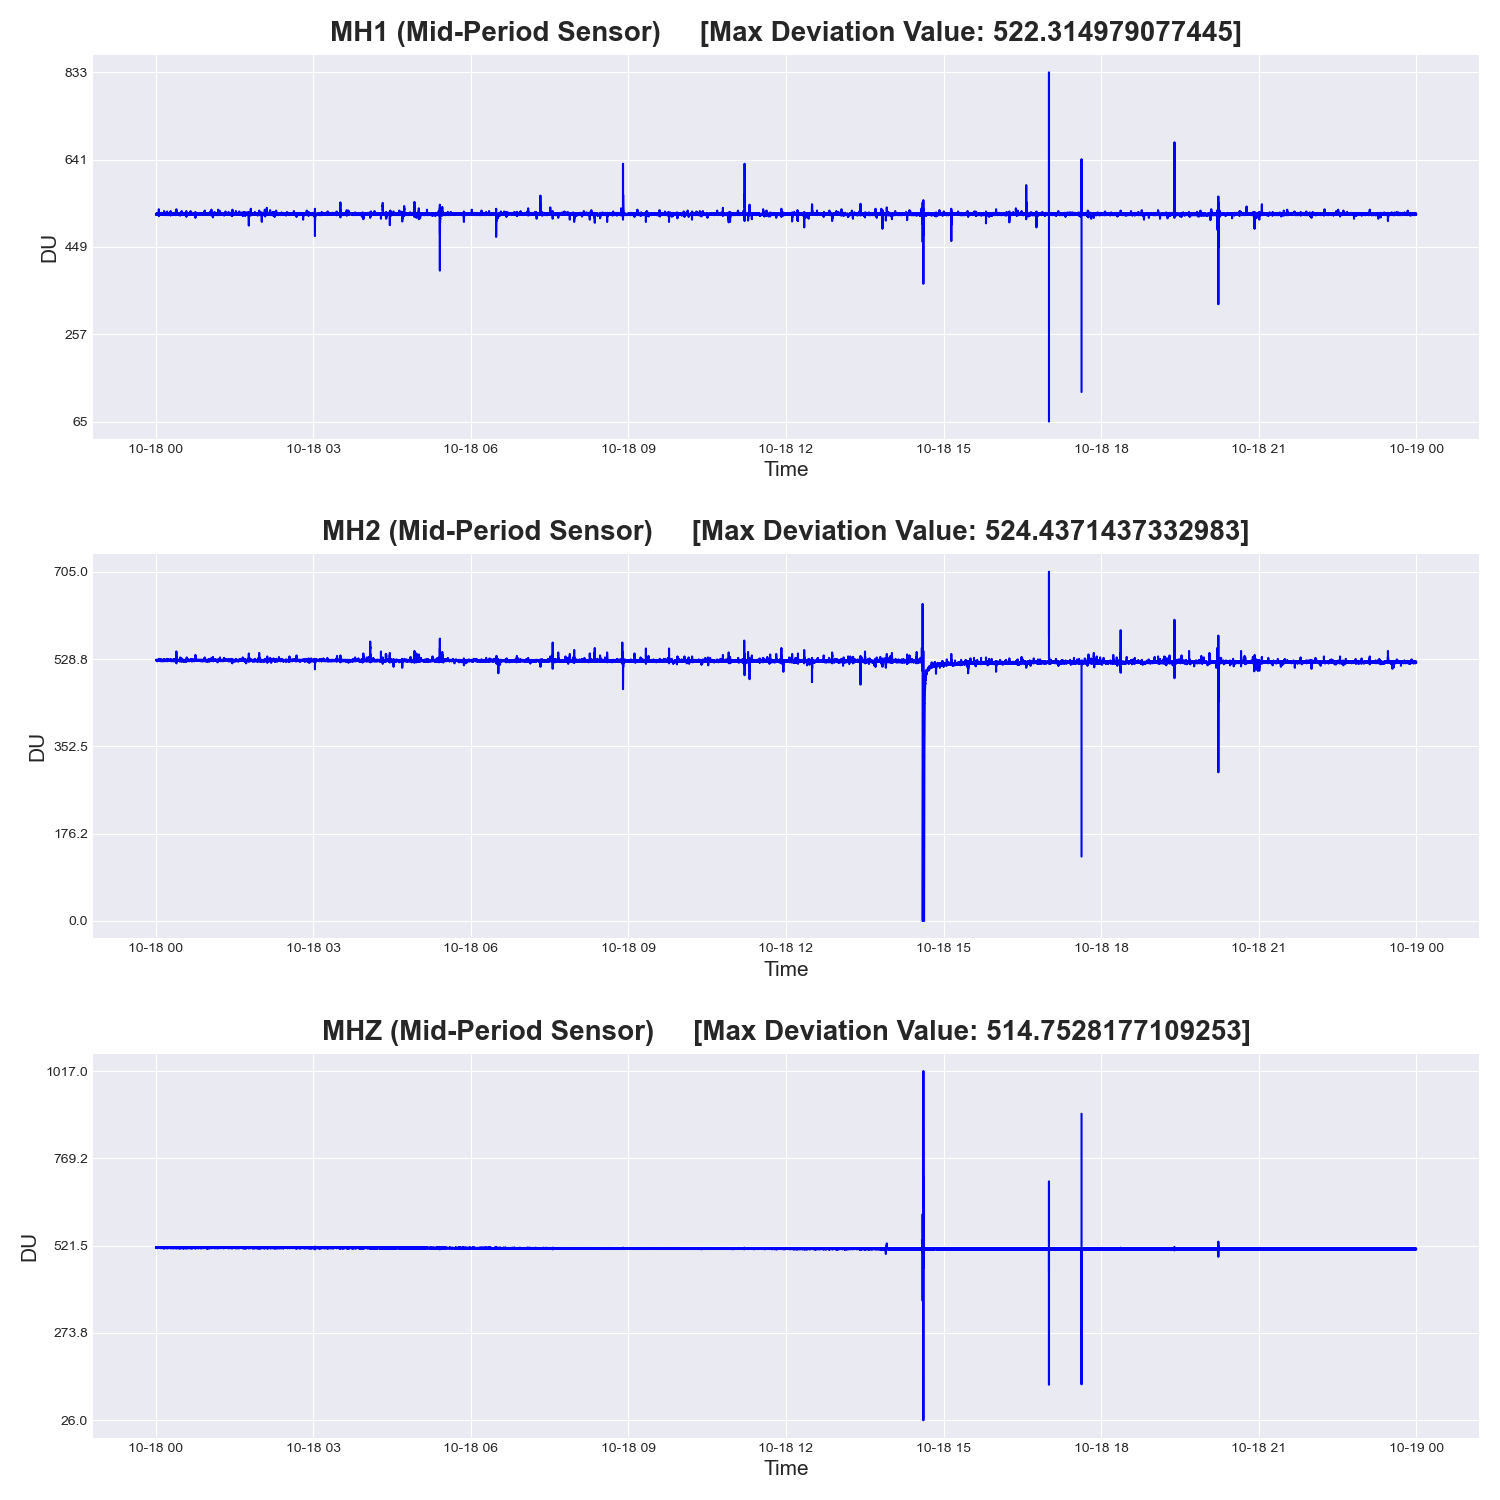 MH1 (Mid-Period Sensor) [Max Deviation Value: 522.314979077445]
833
641
449
257
65
DU
10-18 00 10-18 03 10-18 06 10-18 09 10-18 12 10-18 15 10-18 18 10-18 21 10-19 00
Time
MH2 (Mid-Period Sensor) [Max Deviation Value: 524.4371437332983]
705.0
528.8
352.5
176.2
0.0
DU
10-18 00 10-18 03 10-18 06 10-18 09 10-18 12 10-18 15 10-18 18 10-18 21 10-19 00
Time
MHZ (Mid-Period Sensor) [Max Deviation Value: 514.7528177109253]
1017.0
769.2
521.5
273.8
26.0
DU
10-18 00 10-18 03 10-18 06 10-18 09 10-18 12 10-18 15 10-18 18 10-18 21 10-19 00
Time